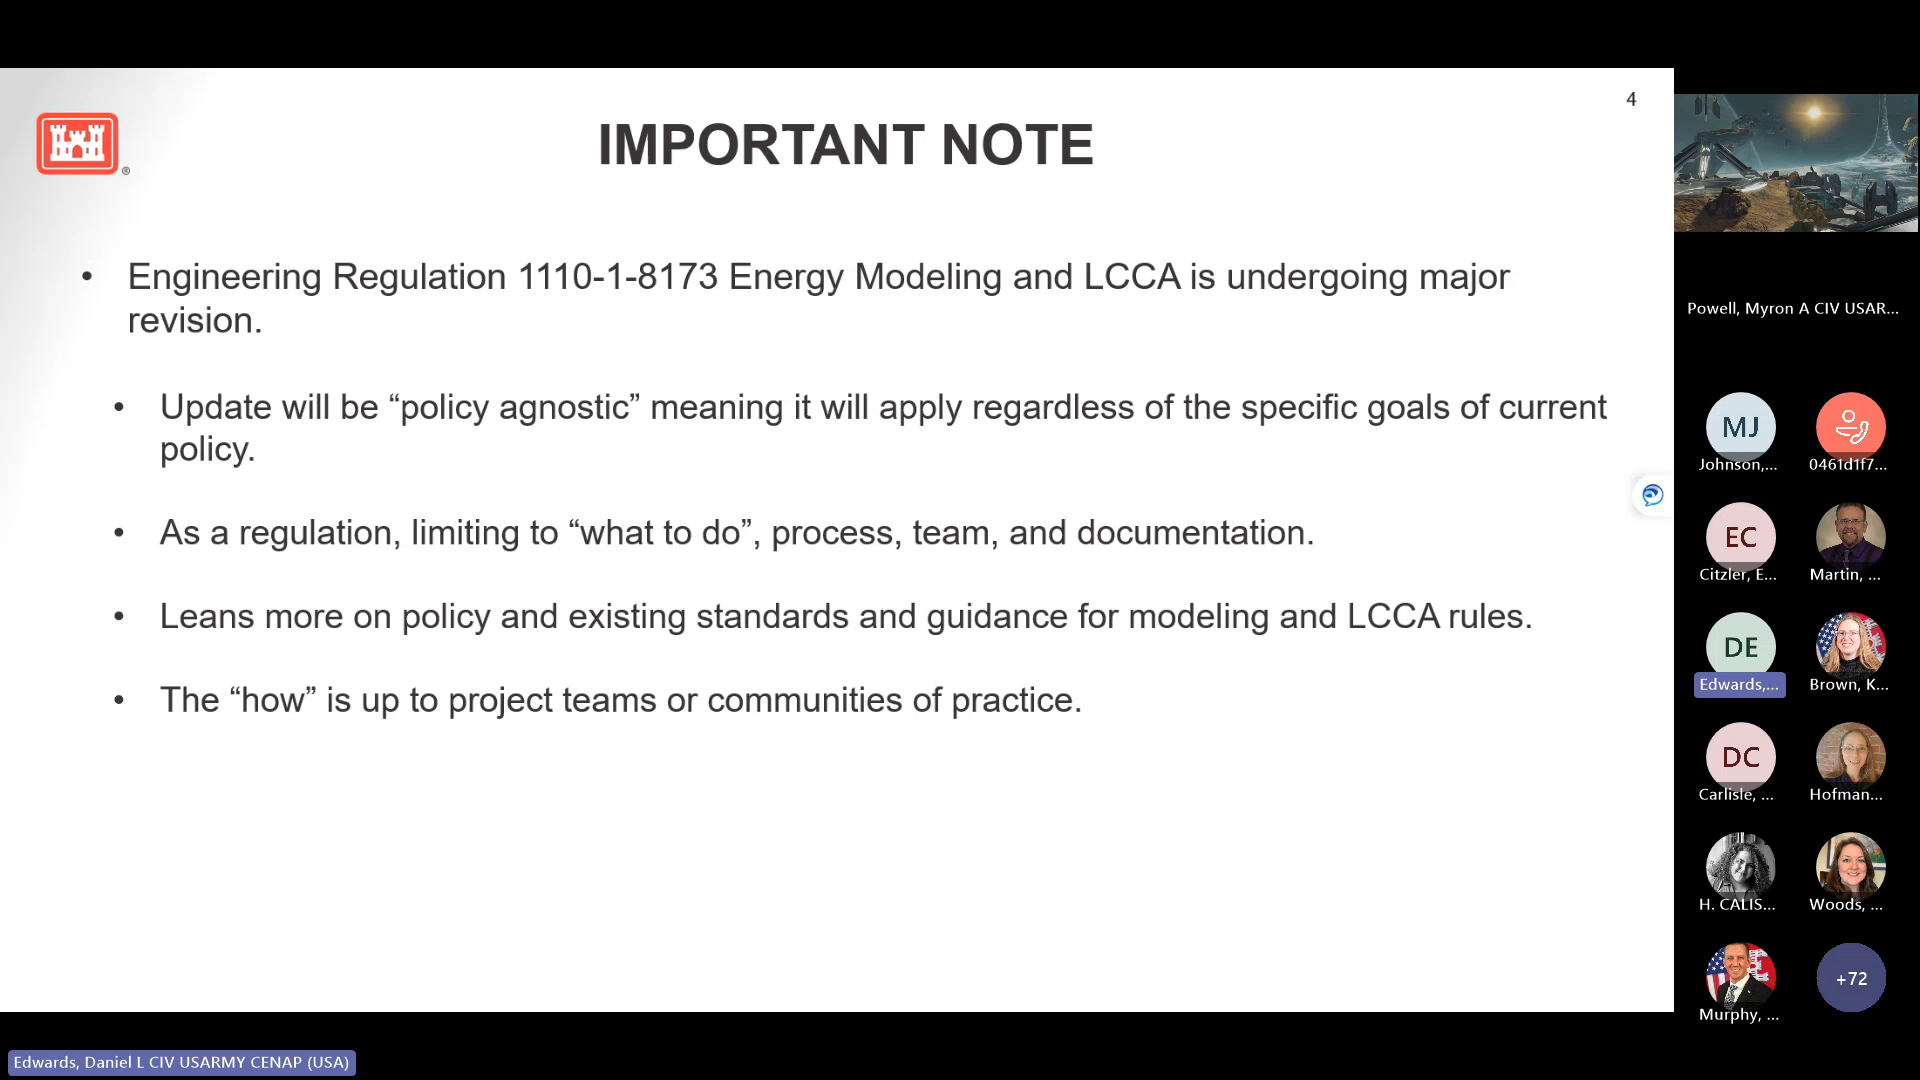 4
®
IMPORTANT NOTE
• Engineering Regulation 1110-1-8173 Energy Modeling and LCCA is undergoing major
revision.
• Update will be “policy agnostic” meaning it will apply regardless of the specific goals of current
policy.
• As a regulation, limiting to “what to do”, process, team, and documentation.
• Leans more on policy and existing standards and guidance for modeling and LCCA rules.
• The “how” is up to project teams or communities of practice.
Powell, Myron A CIV USAR...
MJ
Johnson,...
0461d1f7...
EC
Citzler, E...
Martin, ...
DE
Edwards,...
Brown, K...
DC
Carlisle, ...
Hofman...
H. CALIS...
Woods, ...
Murphy, ...
+72
Edwards, Daniel L CIV USARMY CENAP (USA)